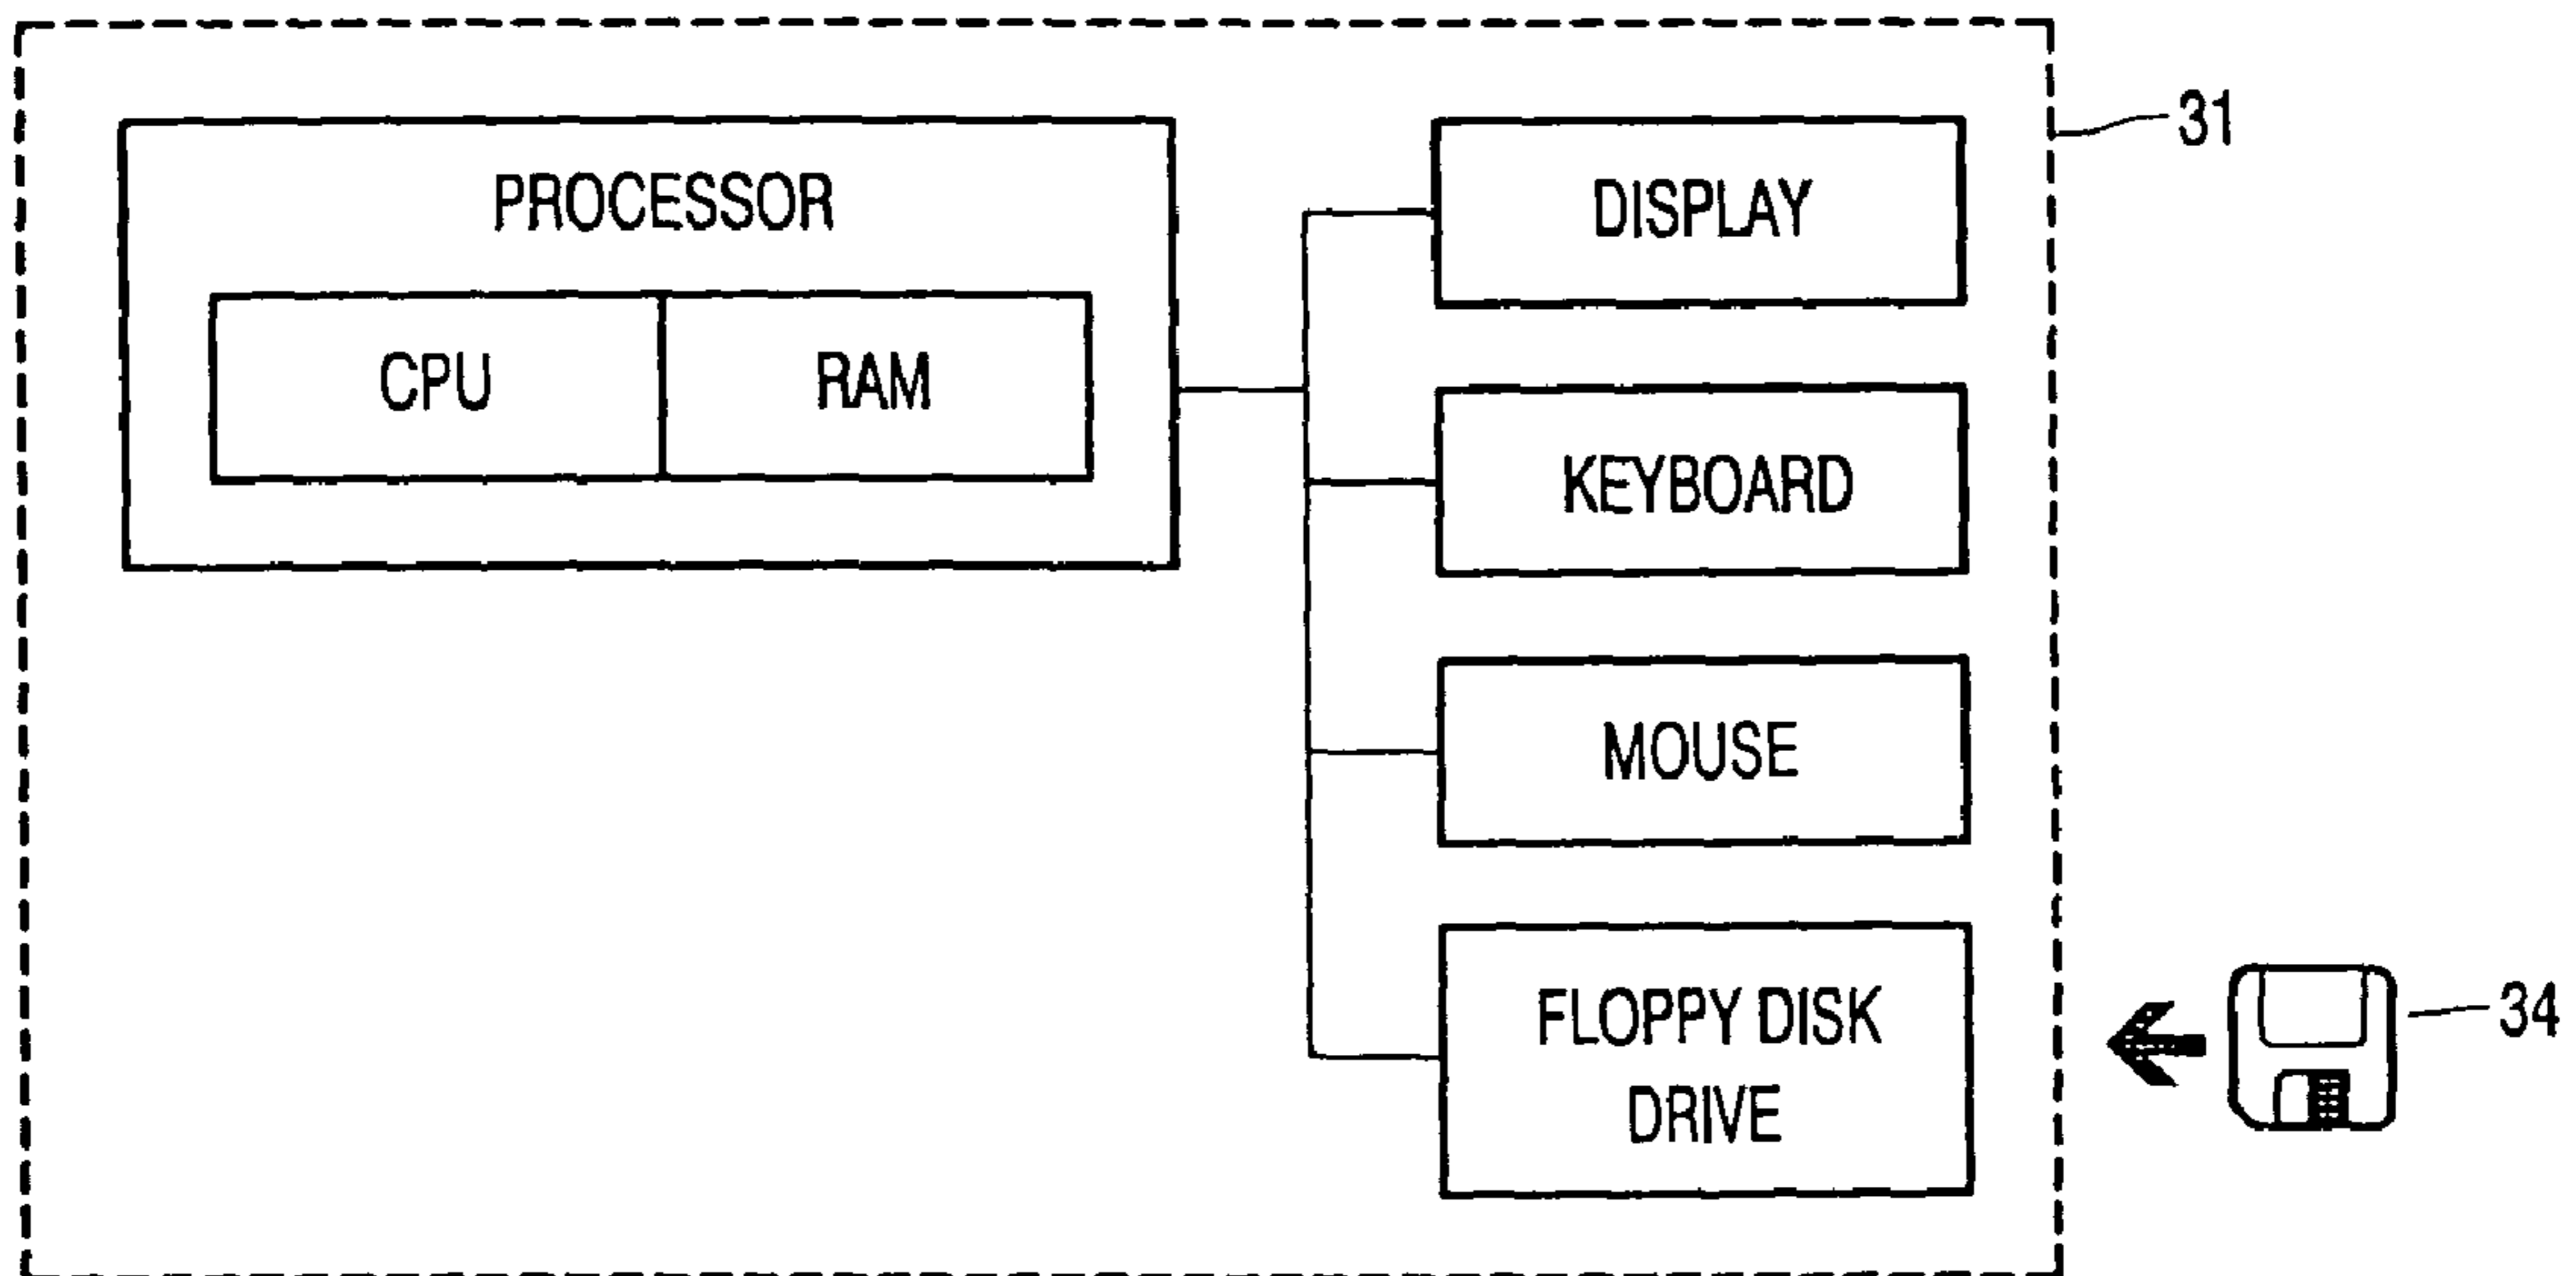 PROCESSOR
CPU
RAM
DISPLAY
31
KEYBOARD
MOUSE
FLOPPY DISK
DRIVE
34